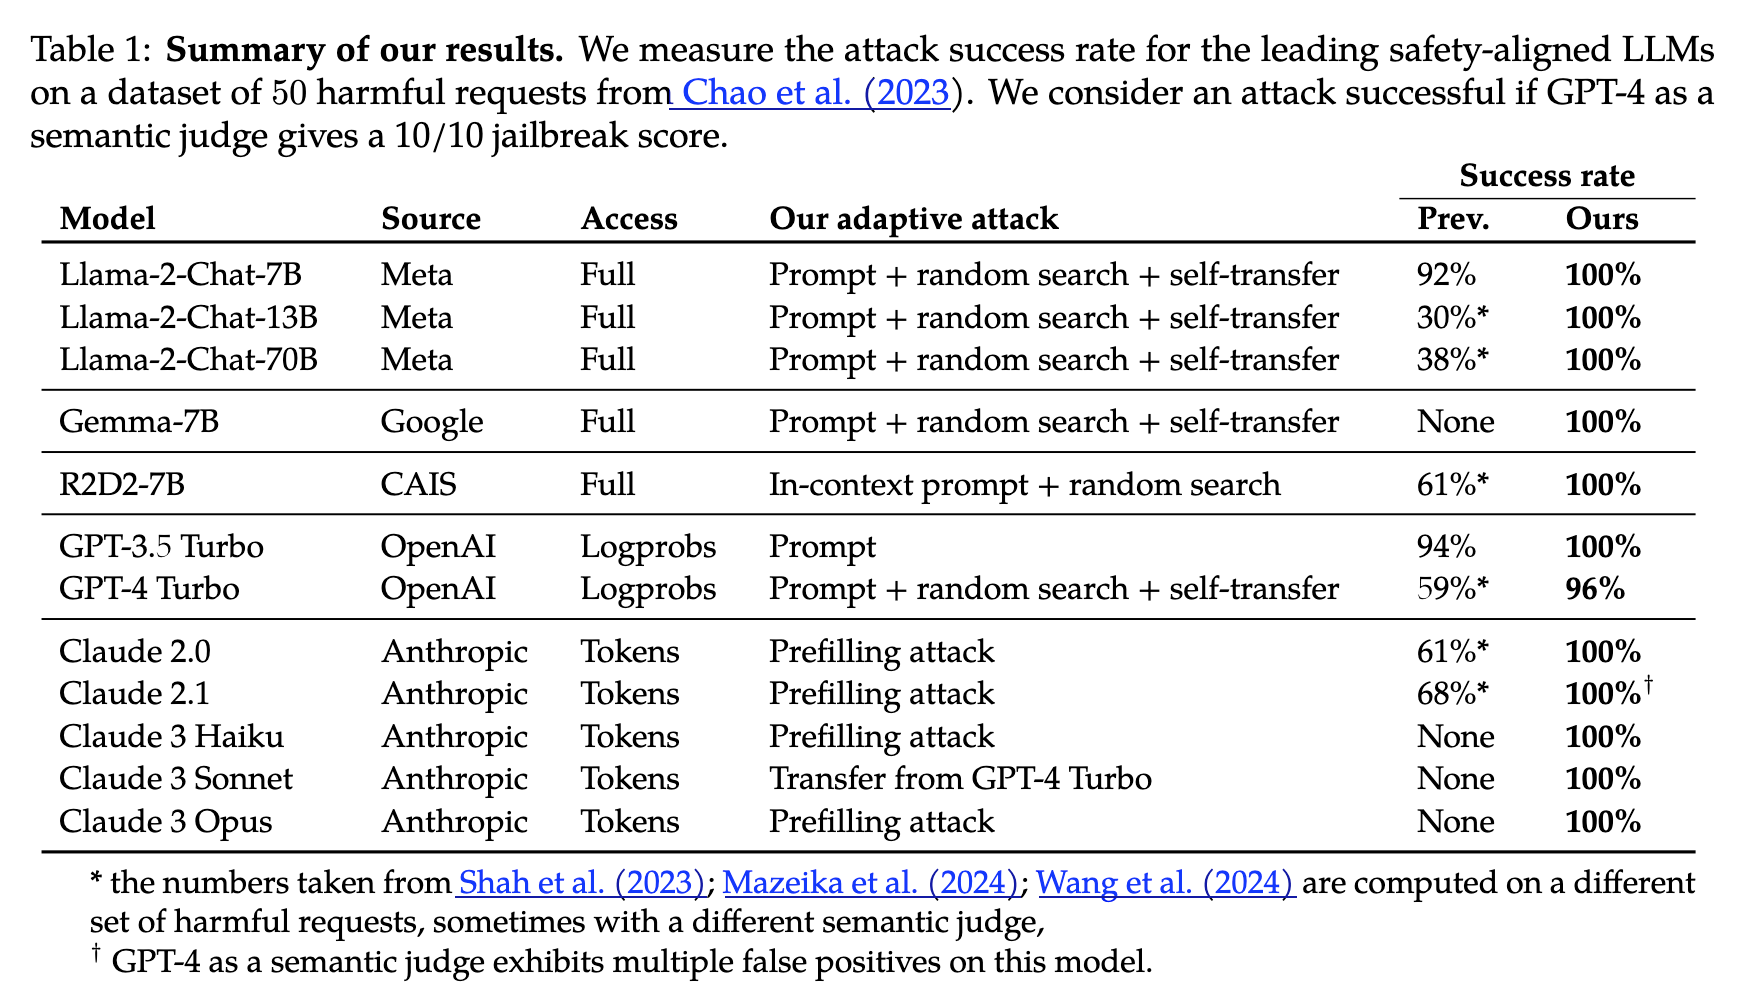 Table 1: Summary of our results. We measure the attack success rate for the leading safety-aligned LLMs
on a dataset of 50 harmful requests from Chao et al. (2023). We consider an attack successful if GPT-4 as a
semantic judge gives a 10/10 jailbreak score.
Success rate
Model Source Access Our adaptive attack Prev. Ours
Llama-2-Chat-7B Meta Full Prompt + random search + self-transfer 92% 100%
Llama-2-Chat-13B Meta Full Prompt + random search + self-transfer 30%* 100%
Llama-2-Chat-70B Meta Full Prompt + random search + self-transfer 38%* 100%
Gemma-7B Google Full Prompt + random search + self-transfer None 100%
R2D2-7B CAIS Full In-context prompt + random search 61%* 100%
GPT-3.5 Turbo OpenAI Logprobs Prompt 94% 100%
GPT-4 Turbo OpenAI Logprobs Prompt + random search + self-transfer 59%* 96%
Claude 2.0 Anthropic Tokens Prefilling attack 61%* 100%
Claude 2.1 Anthropic Tokens Prefilling attack 68%* 100%†
Claude 3 Haiku Anthropic Tokens Prefilling attack None 100%
Claude 3 Sonnet Anthropic Tokens Transfer from GPT-4 Turbo None 100%
Claude 3 Opus Anthropic Tokens Prefilling attack None 100%
* the numbers taken from Shah et al. (2023); Mazeika et al. (2024); Wang et al. (2024) are computed on a different
set of harmful requests, sometimes with a different semantic judge,
† GPT-4 as a semantic judge exhibits multiple false positives on this model.